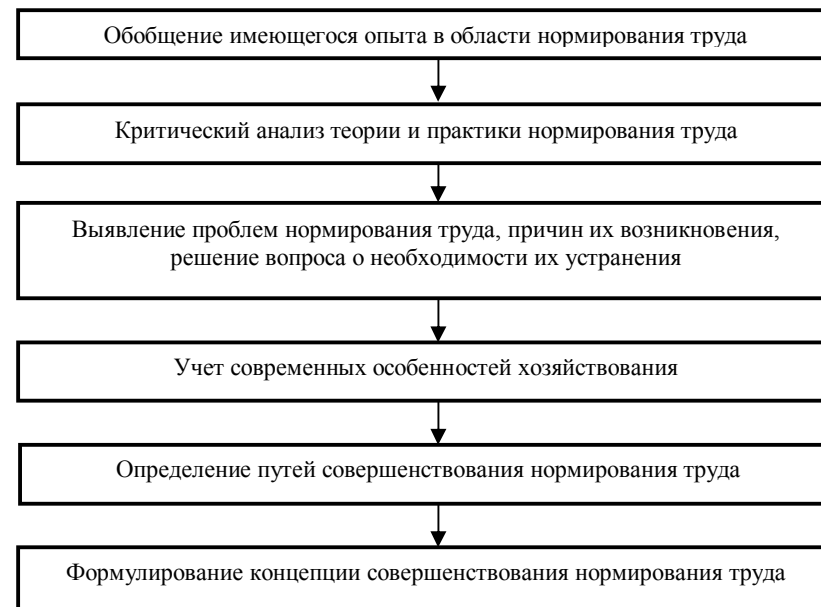 Обобщение имеющегося опыта в области нормирования труда
Критический анализ теории и практики нормирования труда
Выявление проблем нормирования труда, причин их возникновения,
решение вопроса о необходимости их устранения
Учет современных особенностей хозяйствования
Определение путей совершенствования нормирования труда
Формулирование концепции совершенствования нормирования труда